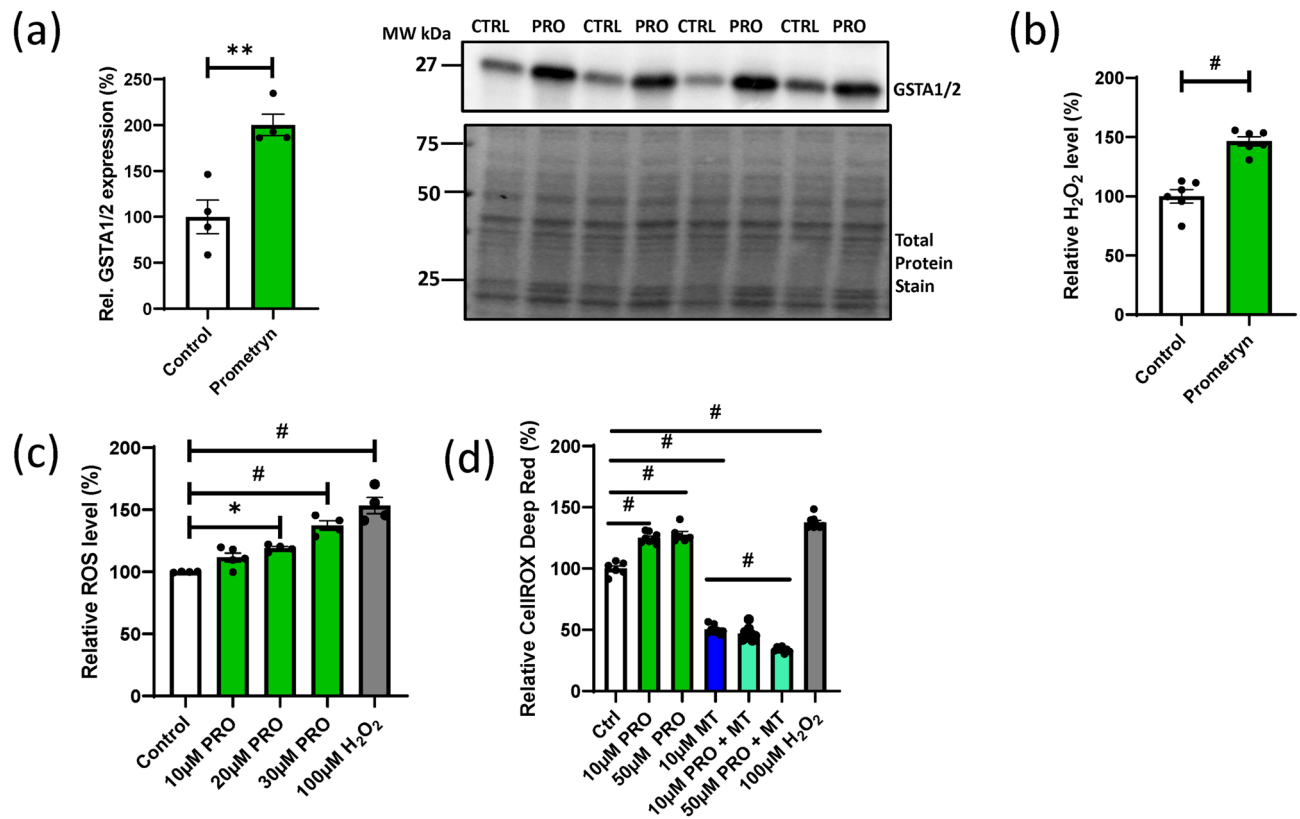 (a)
**
Rel. GSTA1/2 expression (%)
250
200
150
100
50
0
Control
Prometryn
MW kDa
CTRL PRO CTRL PRO CTRL PRO CTRL PRO
27
GSTA1/2
75
50
25
Total
Protein
Stain
(b)
#
Relative H₂O₂ level (%)
200
150
100
50
0
Control
Prometryn
(c)
#
#
*
Relative ROS level (%)
200
150
100
50
0
Control
10µM PRO
20µM PRO
30µM PRO
100µM H₂O₂
(d)
#
#
#
#
#
Relative CellROX Deep Red (%)
200
150
100
50
0
Ctrl
10µM PRO
50µM PRO
10µM MT
10µM PRO + MT
50µM PRO + MT
100µM H₂O₂